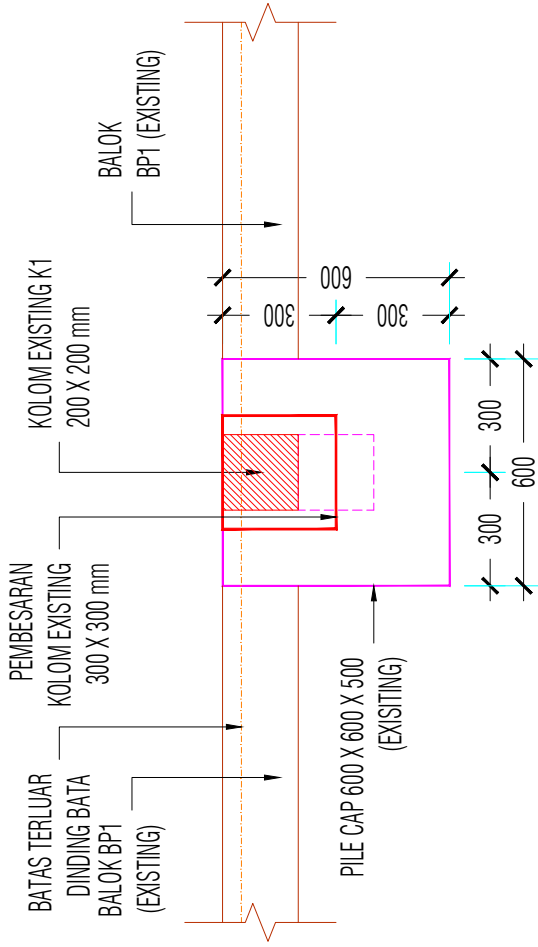 BATAS TERLUAR
DINDING BATA
BALOK BP1
(EXISTING)
PEMBESARAN
KOLOM EXISTING
300 X 300 mm
KOLOM EXISTING K1
200 X 200 mm
BALOK
BP1 (EXISTING)
PILE CAP 600 X 600 X 500
(EXISITING)
300
300
600
300
300
600